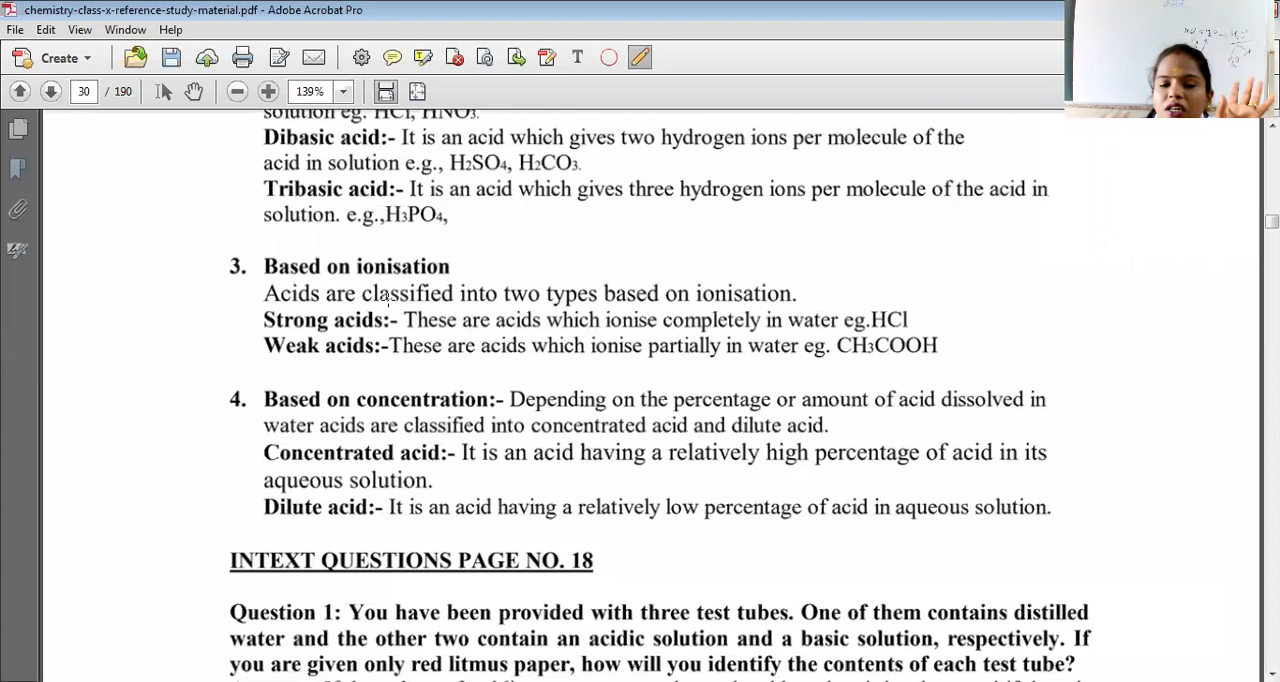 chemistry-class-x-reference-study-material.pdf - Adobe Acrobat Pro
File Edit View Window Help
Create
30 / 190 139%
solution eg. HCl, HNO3.
Dibasic acid:- It is an acid which gives two hydrogen ions per molecule of the
acid in solution e.g., H2SO4, H2CO3.
Tribasic acid:- It is an acid which gives three hydrogen ions per molecule of the acid in
solution. e.g.,H3PO4,
3. Based on ionisation
Acids are classified into two types based on ionisation.
Strong acids:- These are acids which ionise completely in water eg.HCl
Weak acids:-These are acids which ionise partially in water eg. CH3COOH
4. Based on concentration:- Depending on the percentage or amount of acid dissolved in
water acids are classified into concentrated acid and dilute acid.
Concentrated acid:- It is an acid having a relatively high percentage of acid in its
aqueous solution.
Dilute acid:- It is an acid having a relatively low percentage of acid in aqueous solution.
INTEXT QUESTIONS PAGE NO. 18
Question 1: You have been provided with three test tubes. One of them contains distilled
water and the other two contain an acidic solution and a basic solution, respectively. If
you are given only red litmus paper, how will you identify the contents of each test tube?